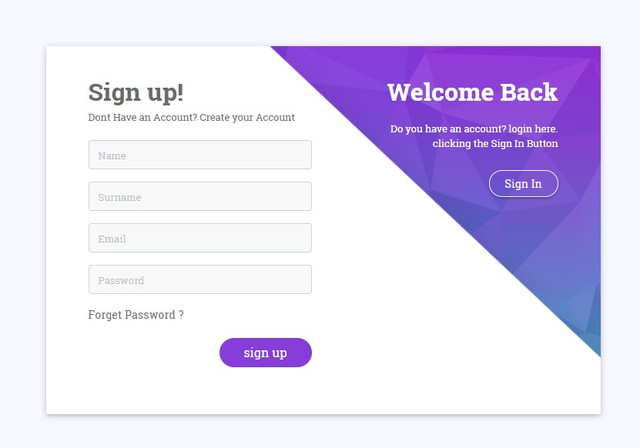 Sign up!
Dont Have an Account? Create your Account
Name
Surname
Email
Password
Forget Password ?
sign up
Welcome Back
Do you have an account? login here.
clicking the Sign In Button
Sign In